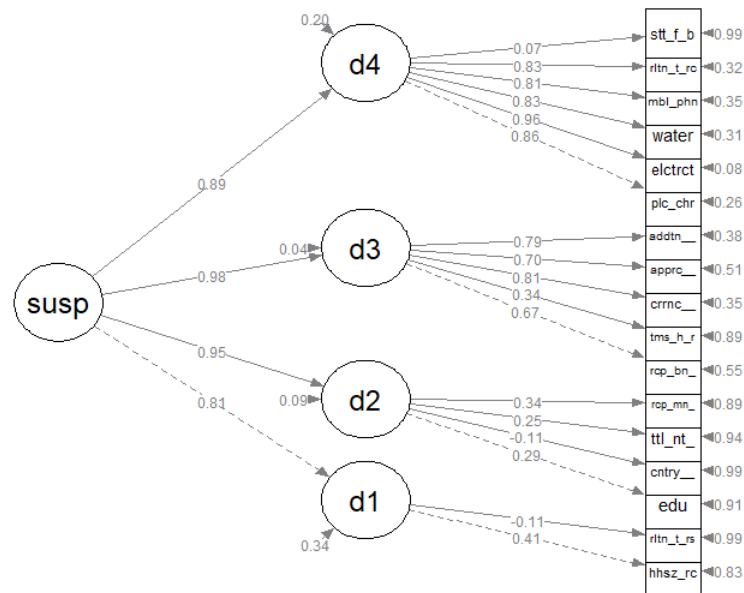 0.20
d4
0.07
0.83
0.81
0.83
0.96
0.86
0.89
0.04
d3
0.98
0.79
0.70
0.81
0.34
0.67
susp
0.95
0.09
d2
0.34
0.25
-0.11
0.29
0.81
d1
0.34
-0.11
0.41
stt_f_b 0.99
rltn_t_rc 0.32
mbl_phn 0.35
water 0.31
elctrct 0.08
plc_chr 0.26
addtn__ 0.38
apprc__ 0.51
crrnc__ 0.35
tms_h_r 0.89
rcp_bn_ 0.55
rcp_mn_ 0.89
ttl_nt_ 0.94
cntry__ 0.99
edu 0.91
rltn_t_rs 0.99
hhsz_rc 0.83